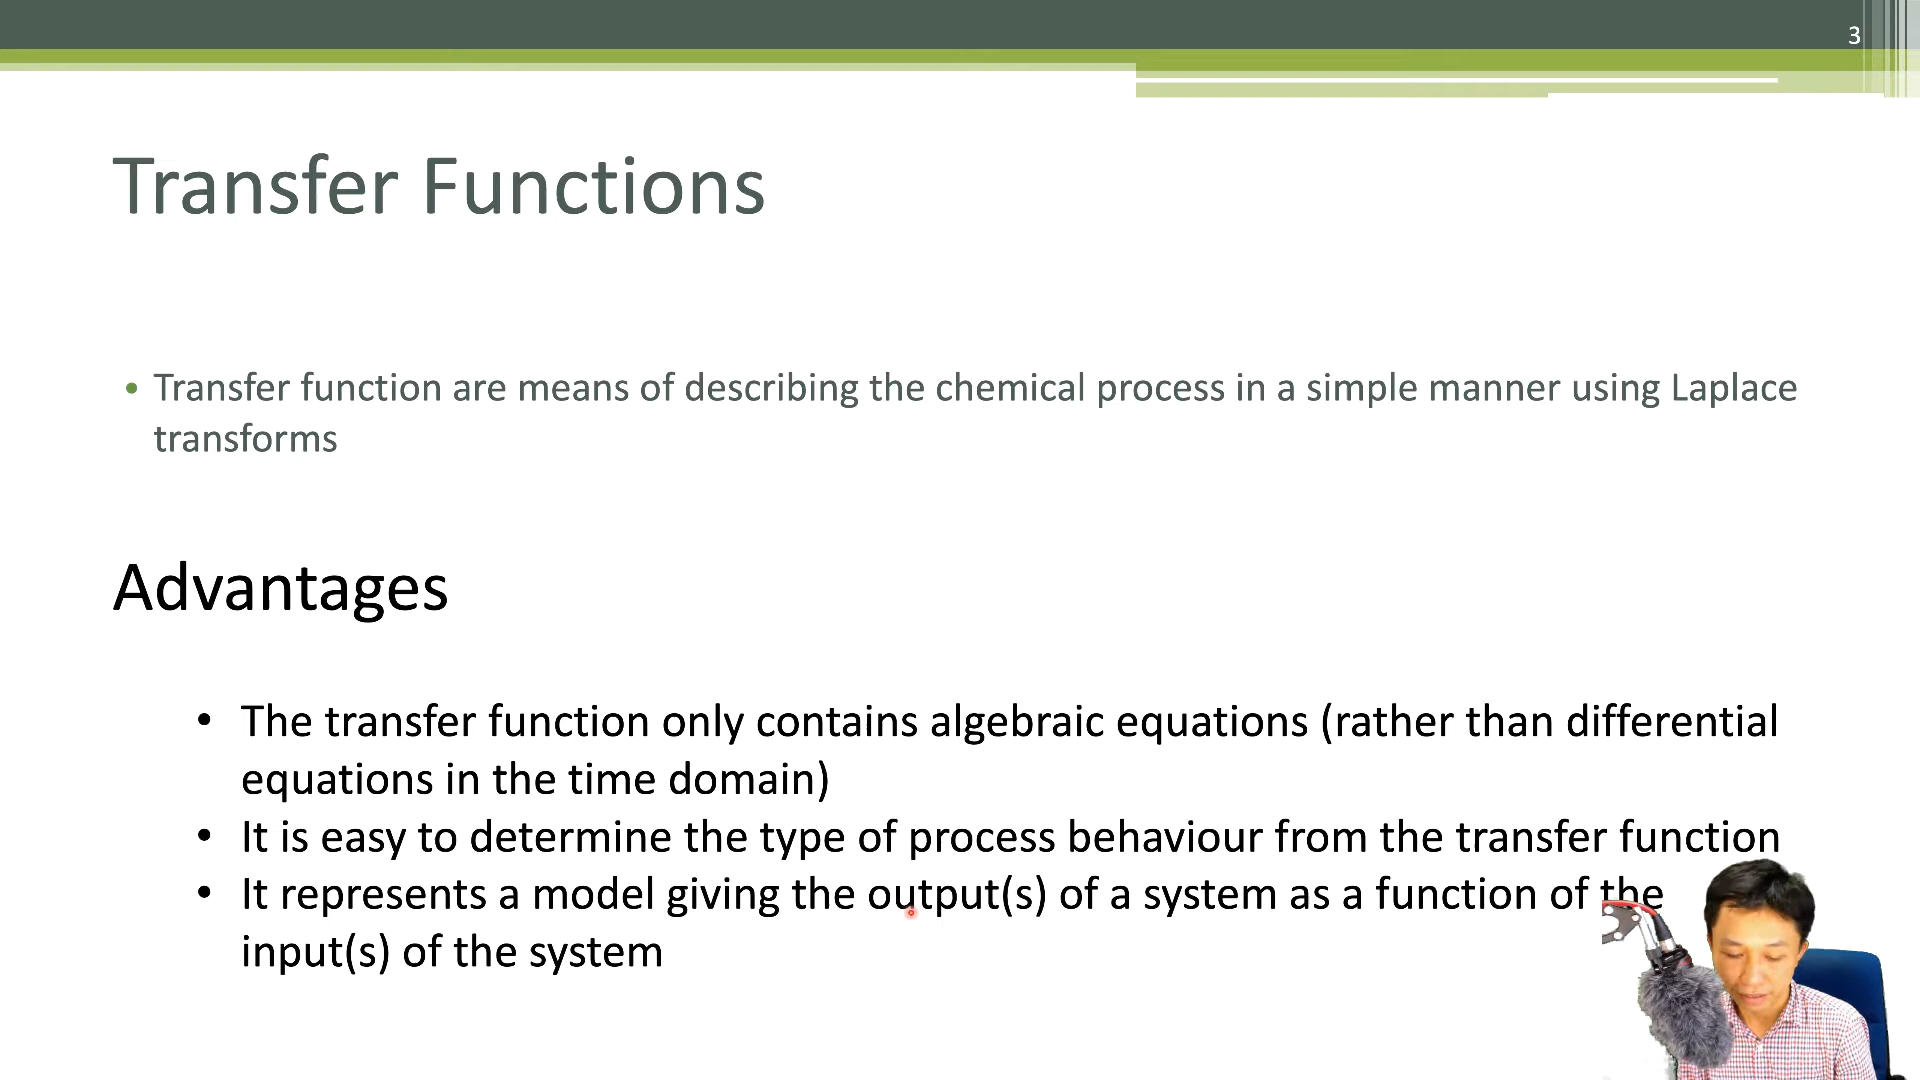 3
Transfer Functions
• Transfer function are means of describing the chemical process in a simple manner using Laplace
transforms
Advantages
• The transfer function only contains algebraic equations (rather than differential
equations in the time domain)
• It is easy to determine the type of process behaviour from the transfer function
• It represents a model giving the output(s) of a system as a function of the
input(s) of the system